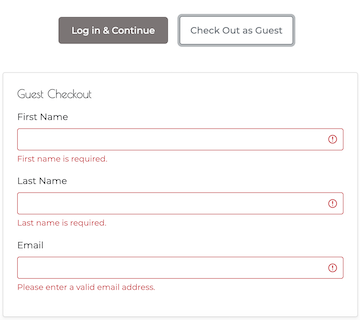 Log in & Continue
Check Out as Guest
Guest Checkout
First Name
First name is required.
Last Name
Last name is required.
Email
Please enter a valid email address.